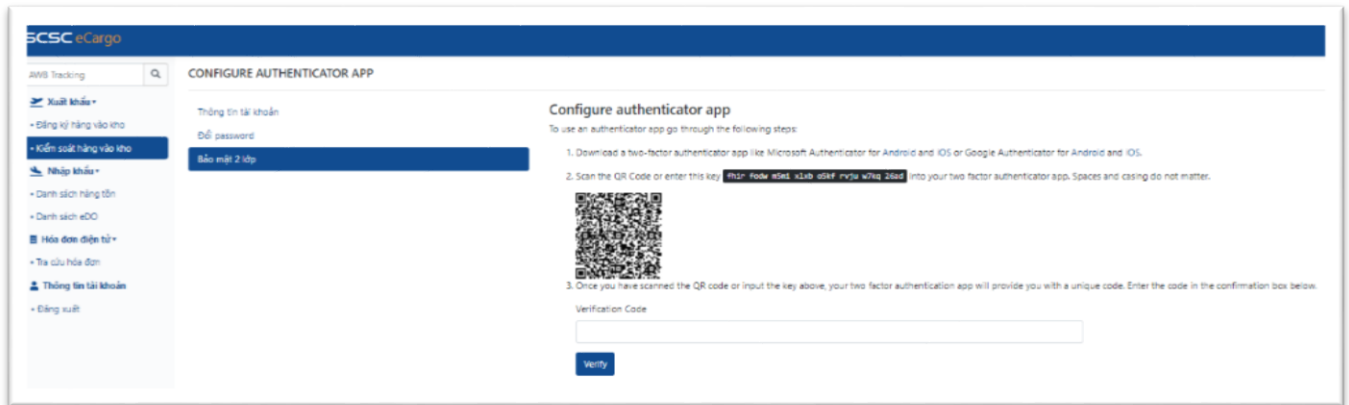 SCSC eCargo
AWB Tracking
Xuất khẩu
• Đăng ký hàng vào kho
• Kiểm soát hàng vào kho
Nhập khẩu
• Danh sách hàng tồn
• Danh sách eDO
Hóa đơn điện tử
• Tra cứu hóa đơn
Thông tin tài khoản
• Đăng xuất
CONFIGURE AUTHENTICATOR APP
Thông tin tài khoản
Đổi password
Bảo mật 2 lớp
Configure authenticator app
To use an authenticator app go through the following steps:
1. Download a two-factor authenticator app like Microsoft Authenticator for Android and iOS or Google Authenticator for Android and iOS.
2. Scan the QR Code or enter this key into your two factor authenticator app. Spaces and casing do not matter.
3. Once you have scanned the QR code or input the key above, your two factor authentication app will provide you with a unique code. Enter the code in the confirmation box below.
Verification Code
Verify